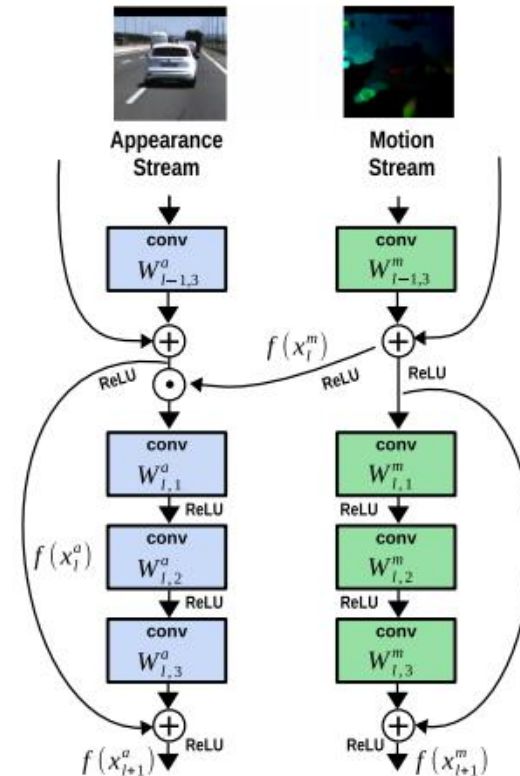 Appearance
Stream
Motion
Stream
conv
W^a_{l-1,3}
conv
W^m_{l-1,3}
f(x^m_l)
ReLU
ReLU
ReLU
conv
W^a_{l,1}
conv
W^m_{l,1}
ReLU
ReLU
f(x^a_l)
conv
W^a_{l,2}
conv
W^m_{l,2}
ReLU
ReLU
conv
W^a_{l,3}
conv
W^m_{l,3}
f(x^a_{l+1})
ReLU
ReLU
f(x^m_{l+1})